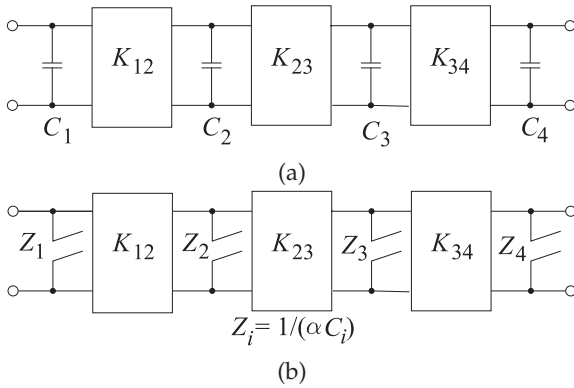 K12 K23 K34
C1 C2 C3 C4
(a)
Z1 K12 Z2 K23 Z3 K34 Z4
Zi = 1/(αCi)
(b)